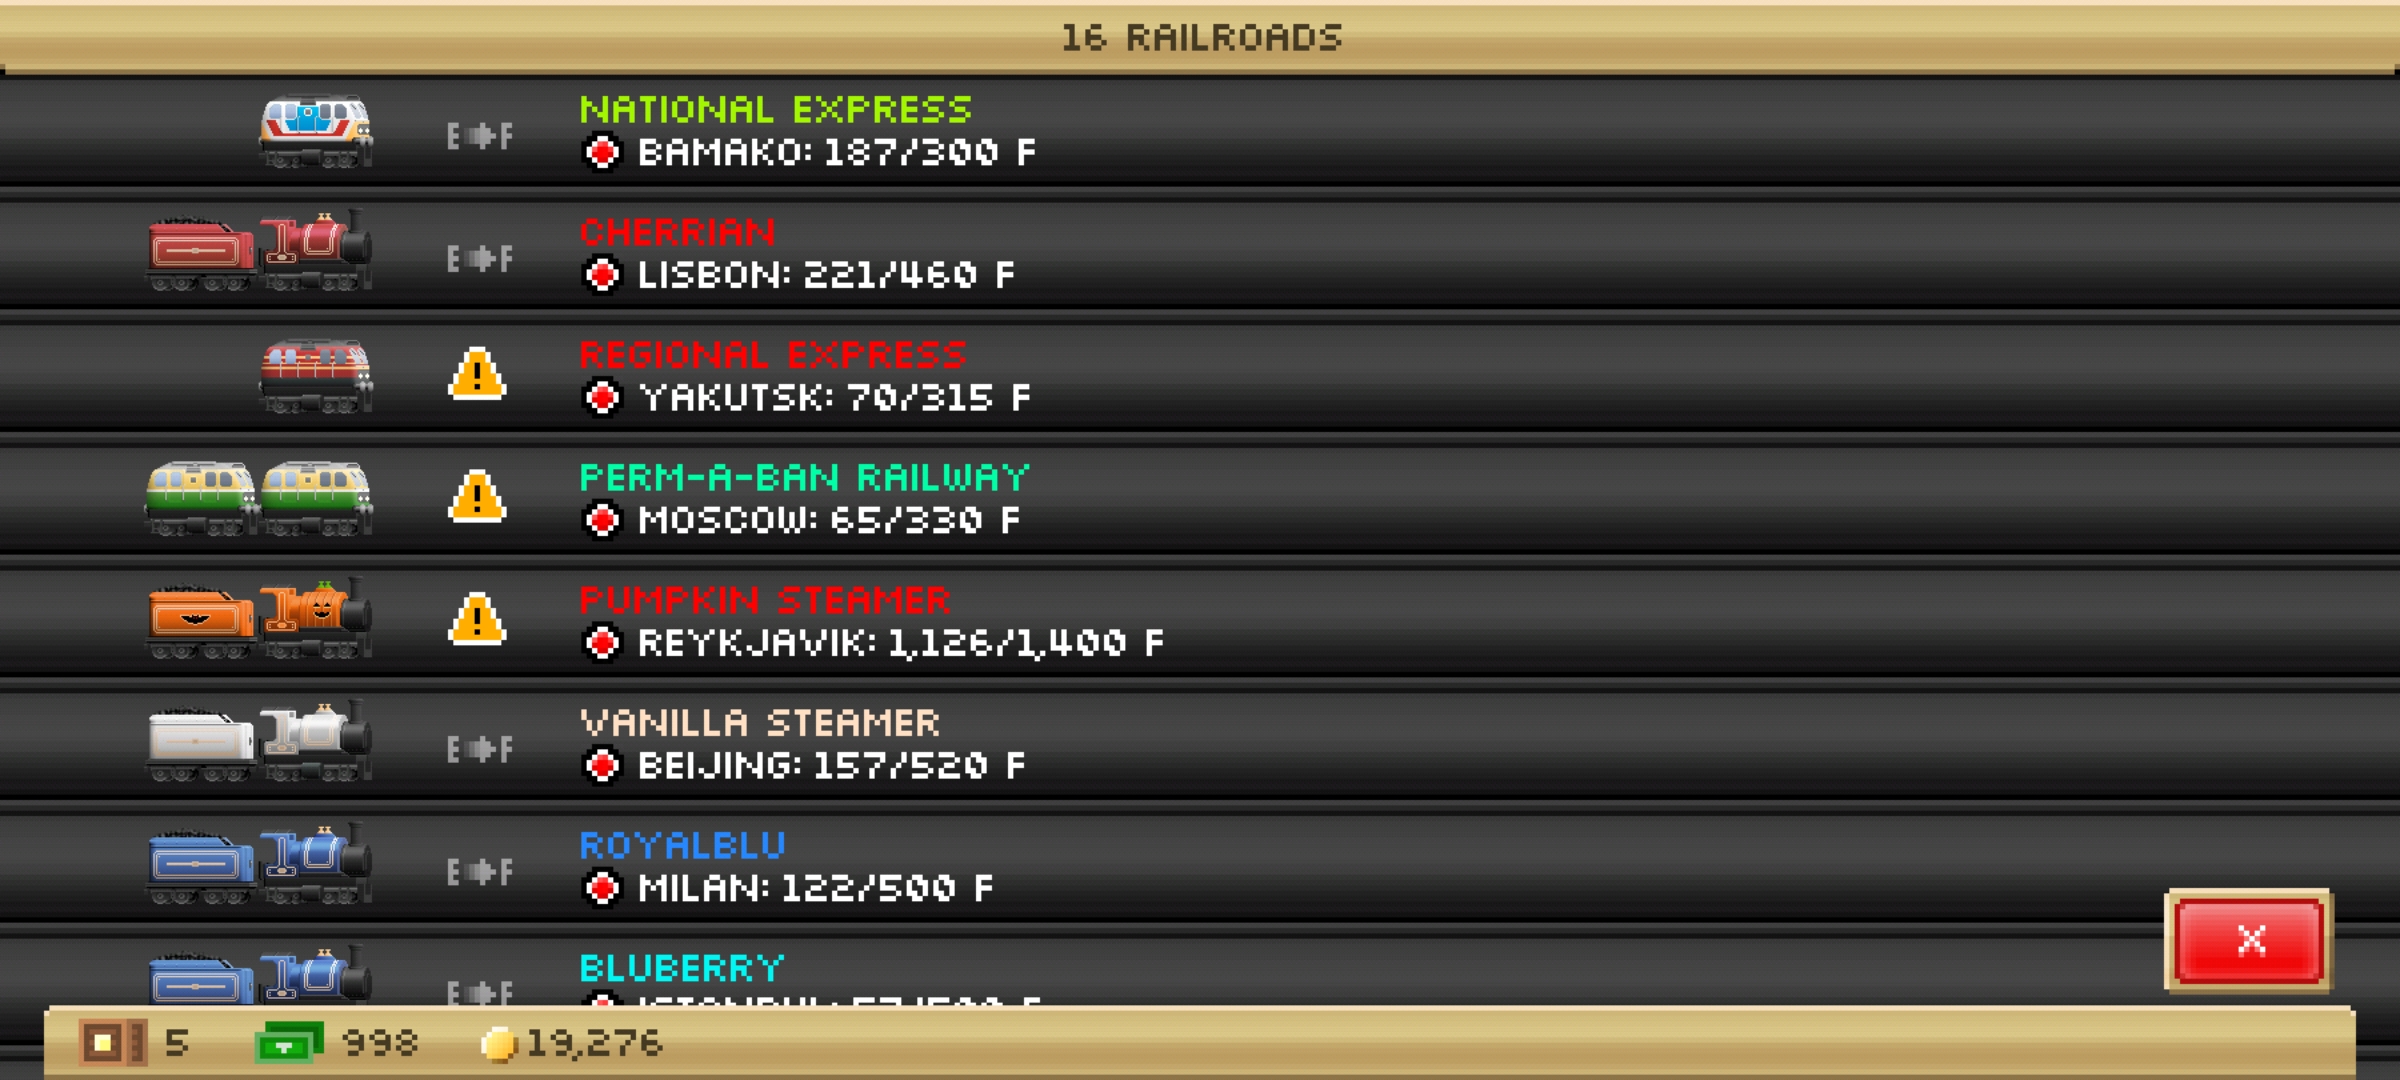 16 RAILROADS
NATIONAL EXPRESS
E F
BAMAKO: 187/300 F
CHERRIAN
E F
LISBON: 221/460 F
REGIONAL EXPRESS
!
YAKUTSK: 70/315 F
PERM-A-BAN RAILWAY
!
MOSCOW: 65/330 F
PUMPKIN STEAMER
!
REYKJAVIK: 1,126/1,400 F
VANILLA STEAMER
E F
BEIJING: 157/520 F
ROYALBLU
E F
MILAN: 122/500 F
BLUBERRY
E F
X
5 998 19,276